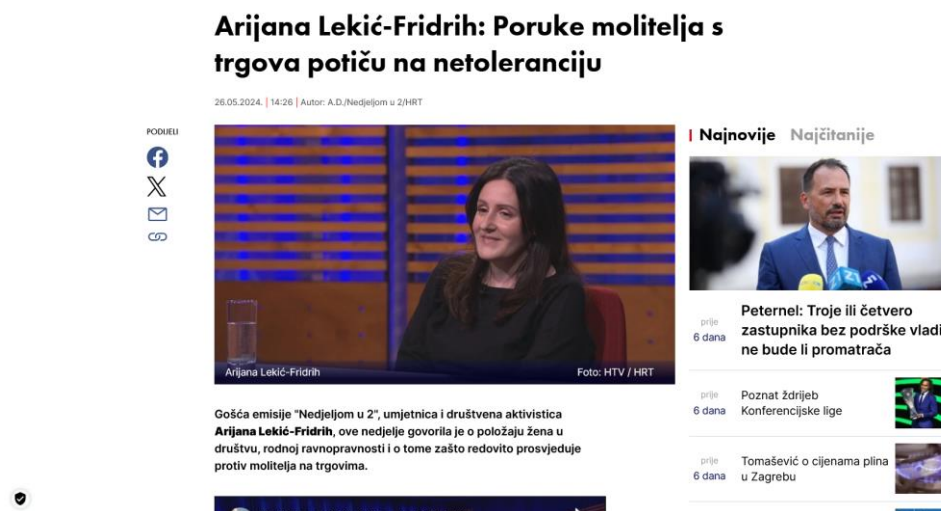 Arijana Lekić-Fridrih: Poruke molitelja s
trgova potiču na netoleranciju
26.05.2024. | 14:26 | Autor: A.D./Nedjeljom u 2/HRT
PODIJELI
Arijana Lekić-Fridrih
Foto: HTV / HRT
Gošća emisije "Nedjeljom u 2", umjetnica i društvena aktivistica
Arijana Lekić-Fridrih, ove nedjelje govorila je o položaju žena u
društvu, rodnoj ravnopravnosti i o tome zašto redovito prosvjeduje
protiv molitelja na trgovima.
Najnovije Najčitanije
prije
6 dana
Peternel: Troje ili četvero
zastupnika bez podrške vladi
ne bude li promatrača
prije
6 dana
Poznat ždrijeb
Konferencijske lige
prije
6 dana
Tomašević o cijenama plina
u Zagrebu